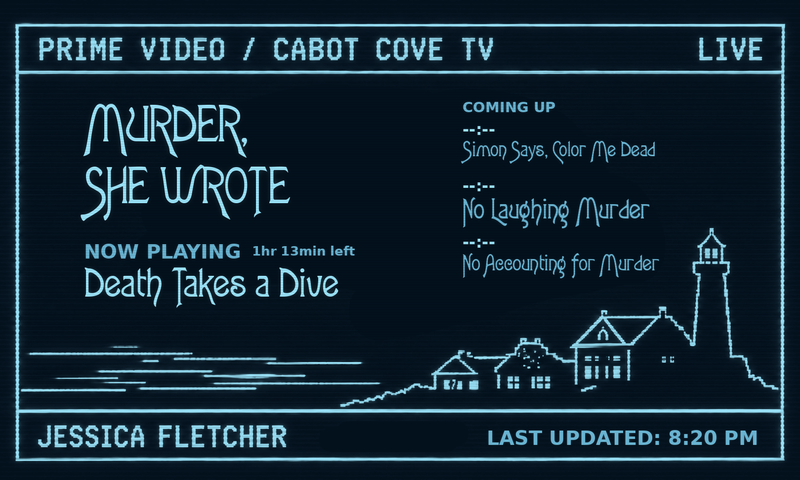 PRIME VIDEO / CABOT COVE TV
LIVE
MURDER,
SHE WROTE
NOW PLAYING 1hr 13min left
Death Takes a Dive
COMING UP
--:--
Simon Says, Color Me Dead
--:--
No Laughing Murder
--:--
No Accounting for Murder
JESSICA FLETCHER
LAST UPDATED: 8:20 PM